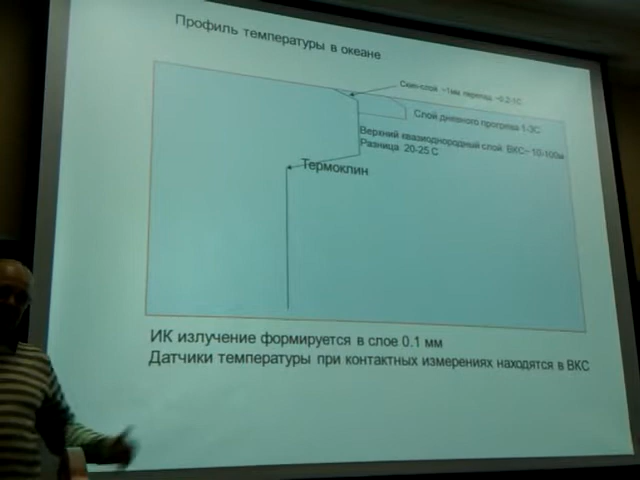 Профиль температуры в океане
Скин-слой ~1мм перепад ~0.2-1С
Слой дневного прогрева 1-3С
Верхний квазиоднородный слой ВКС~10-100м
Разница 20-25 С
Термоклин
ИК излучение формируется в слое 0.1 мм
Датчики температуры при контактных измерениях находятся в ВКС